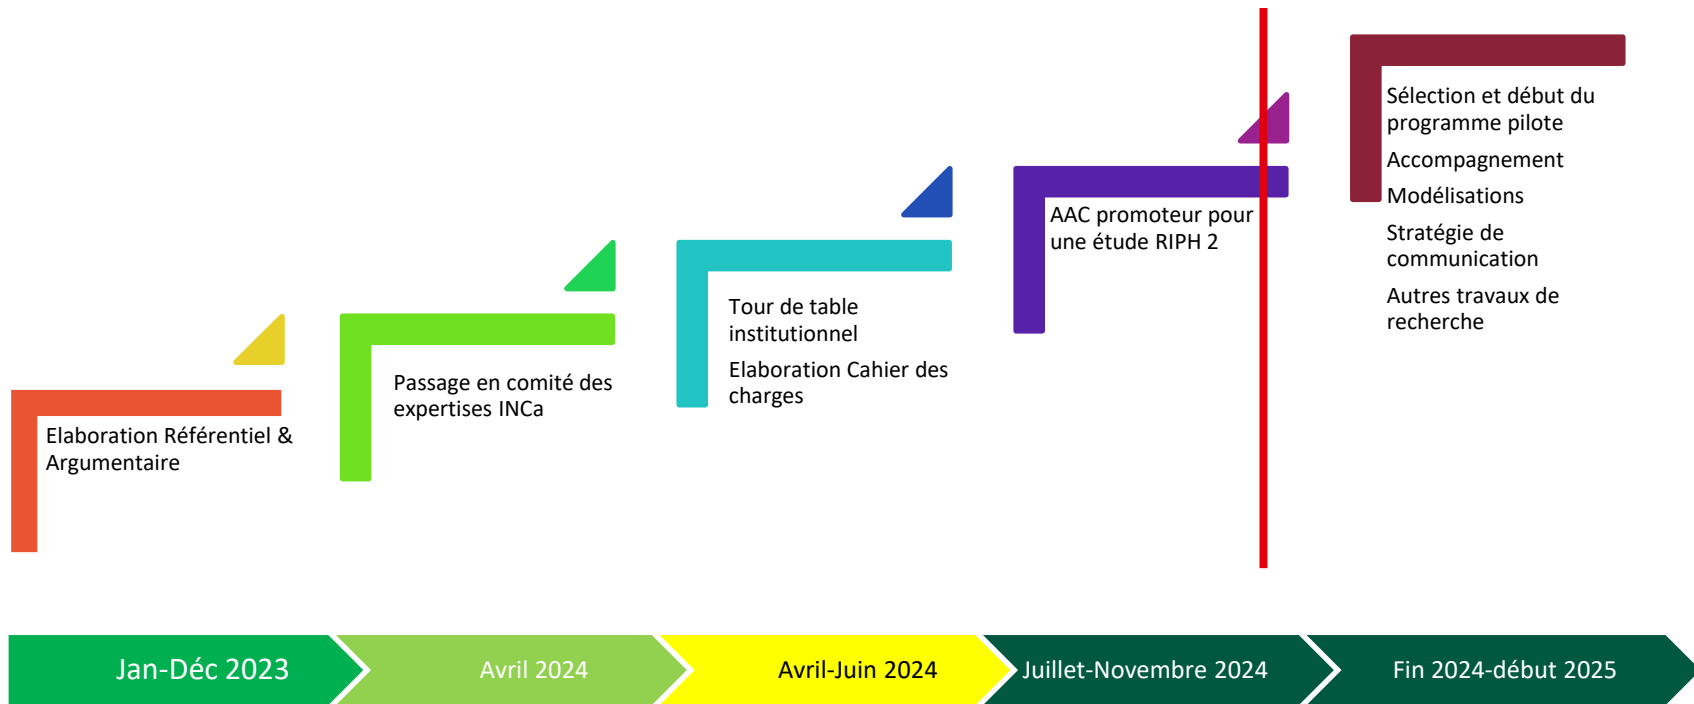 Elaboration Référentiel &
Argumentaire
Passage en comité des
expertises INCa
Tour de table
institutionnel
Elaboration Cahier des
charges
AAC promoteur pour
une étude RIPH 2
Sélection et début du
programme pilote
Accompagnement
Modélisations
Stratégie de
communication
Autres travaux de
recherche
Jan-Déc 2023
Avril 2024
Avril-Juin 2024
Juillet-Novembre 2024
Fin 2024-début 2025